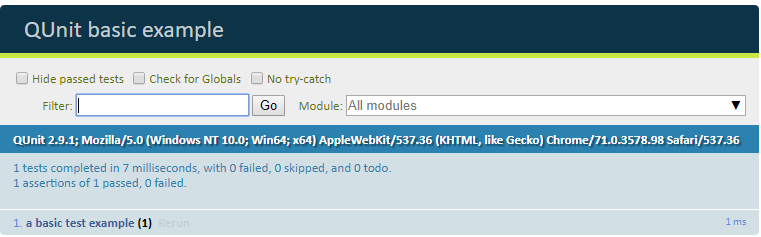 QUnit basic example
Hide passed tests Check for Globals No try-catch
Filter: Go Module: All modules ▼
QUnit 2.9.1; Mozilla/5.0 (Windows NT 10.0; Win64; x64) AppleWebKit/537.36 (KHTML, like Gecko) Chrome/71.0.3578.98 Safari/537.36
1 tests completed in 7 milliseconds, with 0 failed, 0 skipped, and 0 todo.
1 assertions of 1 passed, 0 failed.
1. a basic test example (1) Rerun 1 ms